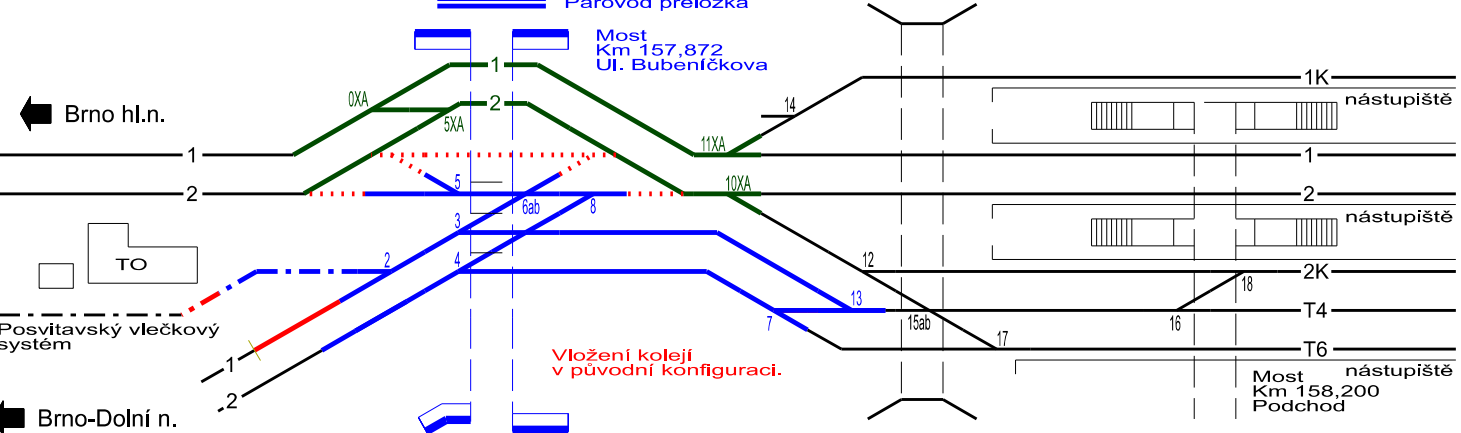 Parovod přeložka
Most
Km 157,872
Ul. Bubeníčkova
1
1K
0XA
2
14
nástupiště
Brno hl.n.
5XA
11XA
1
1
5
10XA
2
6ab
8
2
nástupiště
3
TO
2
4
12
2K
18
13
Posvitavský vlečkový
systém
7
15ab
16
T4
17
T6
Vložení kolejí
v původní konfiguraci.
1
nástupiště
Most
Km 158,200
Podchod
2
Brno-Dolní n.